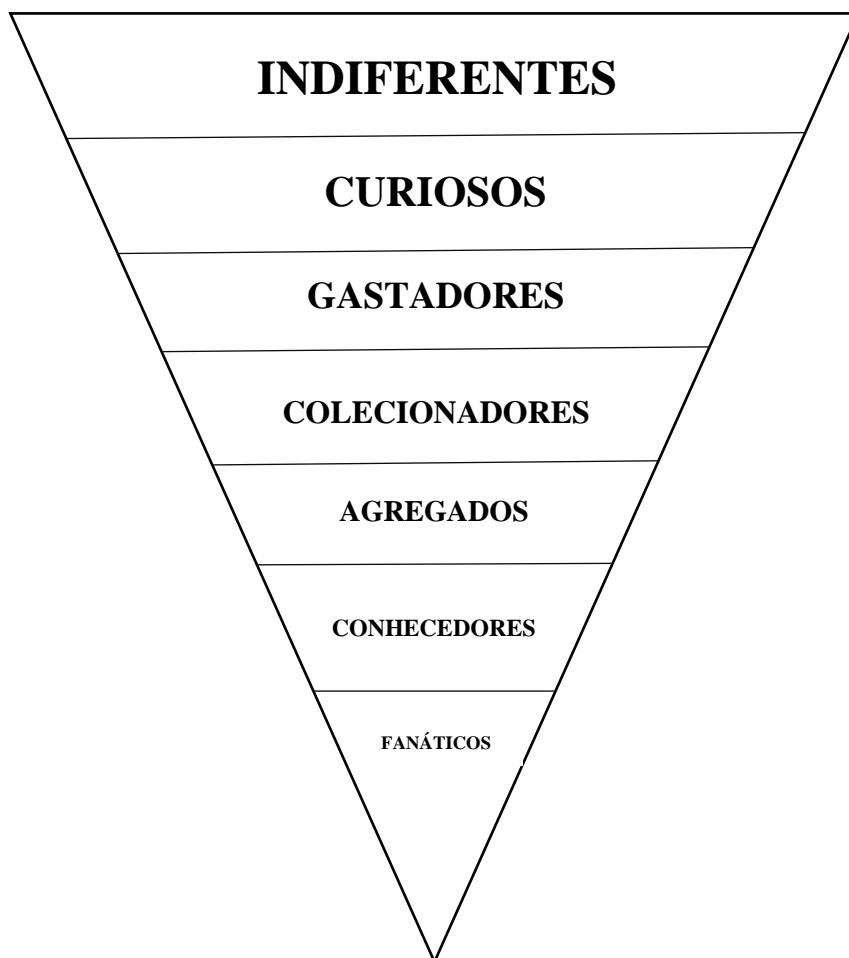 INDIFERENTES
CURIOSOS
GASTADORES
COLECIONADORES
AGREGADOS
CONHECEDORES
FANÁTICOS